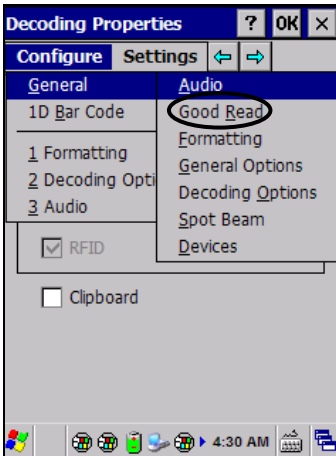 Decoding Properties ? OK ×
Configure Settings
General
1D Bar Code
1 Formatting
2 Decoding Opti
3 Audio
Audio
Good Read
Formatting
General Options
Decoding Options
Spot Beam
Devices
RFID
Clipboard
4:30 AM